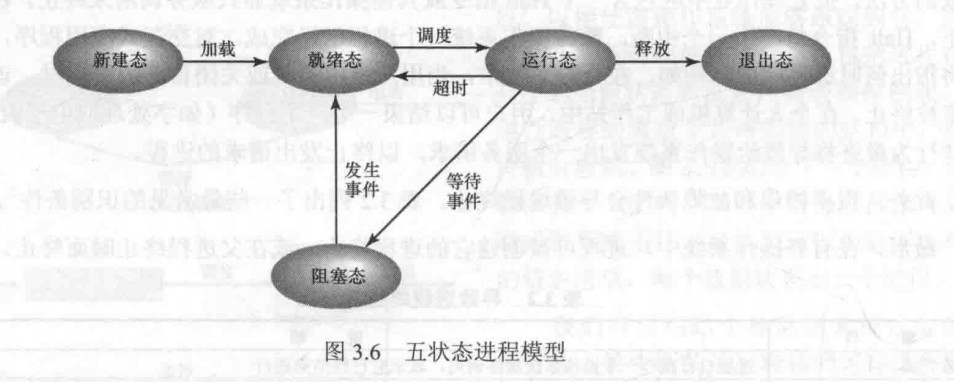 新建态
加载
就绪态
调度
超时
运行态
释放
退出态
发生
事件
等待
事件
阻塞态
图 3.6 五状态进程模型